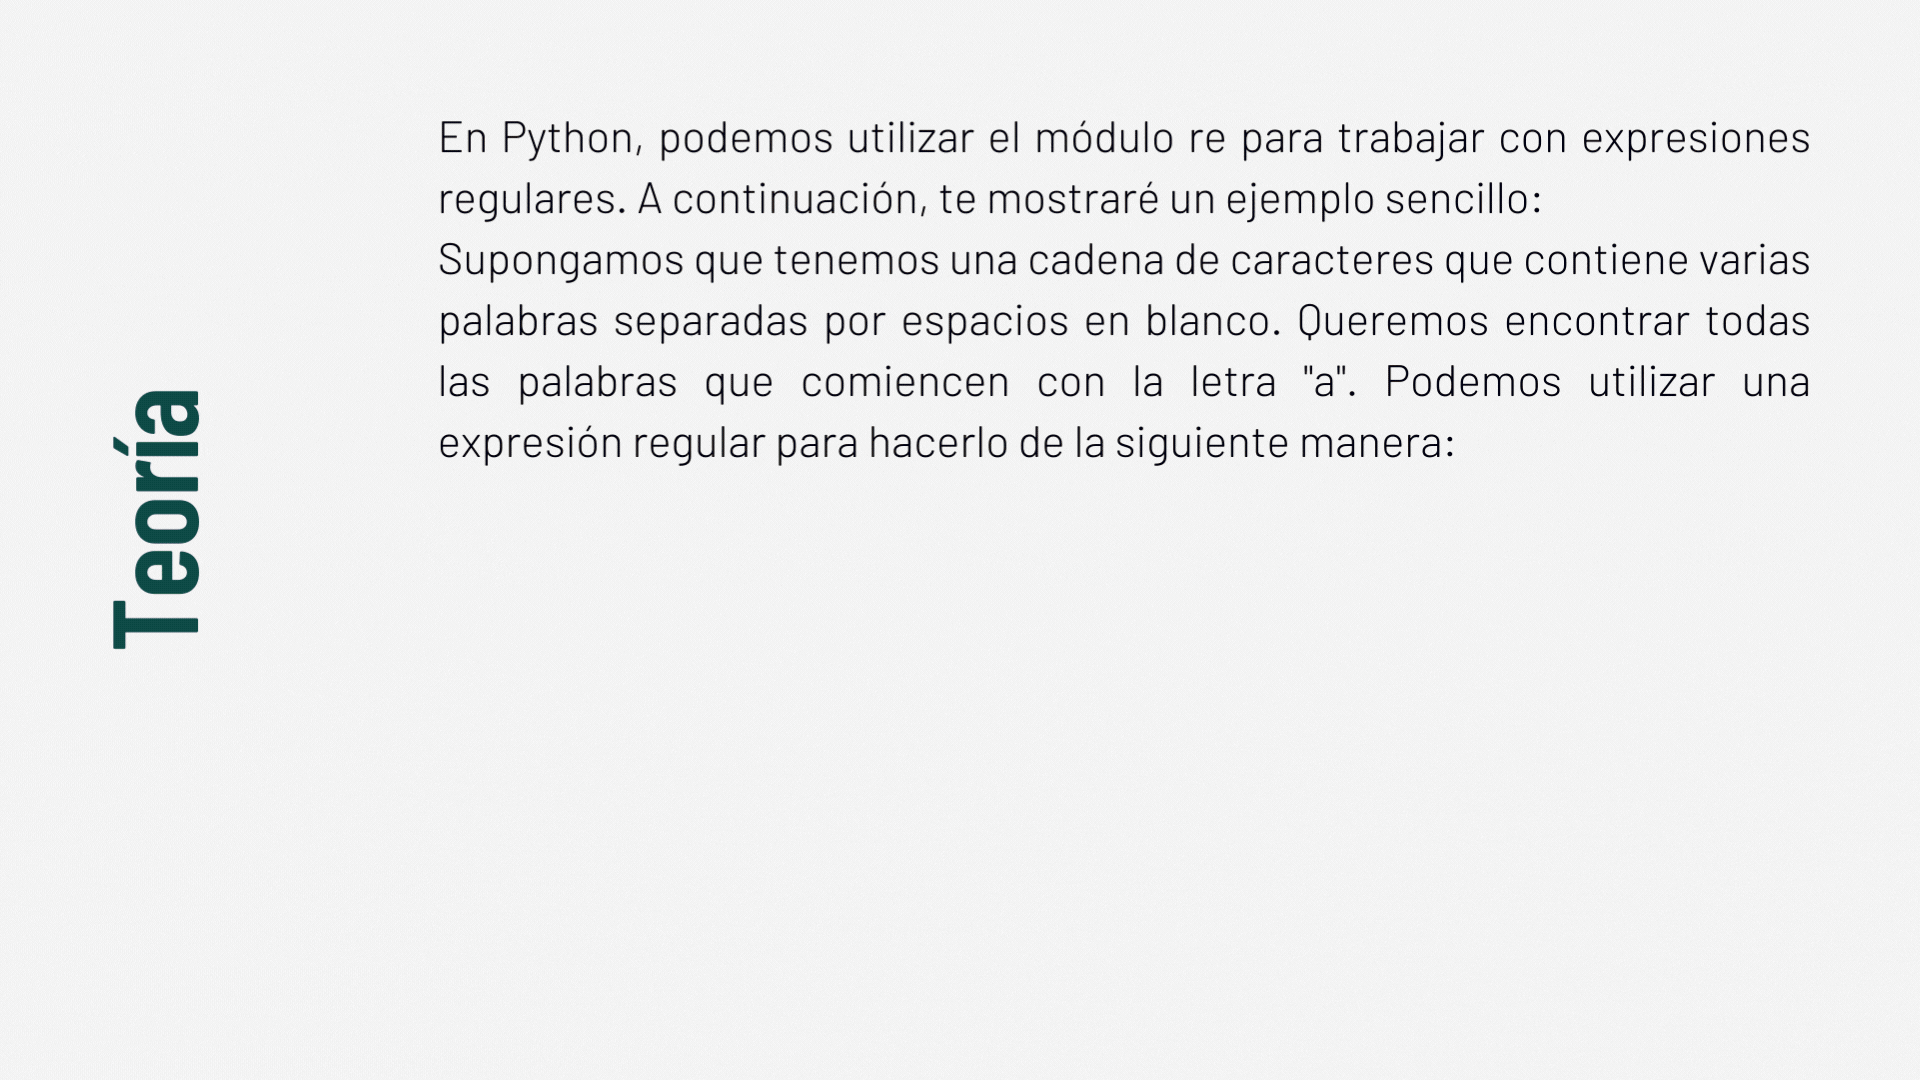 Teoría
En Python, podemos utilizar el módulo re para trabajar con expresiones
regulares. A continuación, te mostraré un ejemplo sencillo:
Supongamos que tenemos una cadena de caracteres que contiene varias
palabras separadas por espacios en blanco. Queremos encontrar todas
las palabras que comiencen con la letra "a". Podemos utilizar una
expresión regular para hacerlo de la siguiente manera: